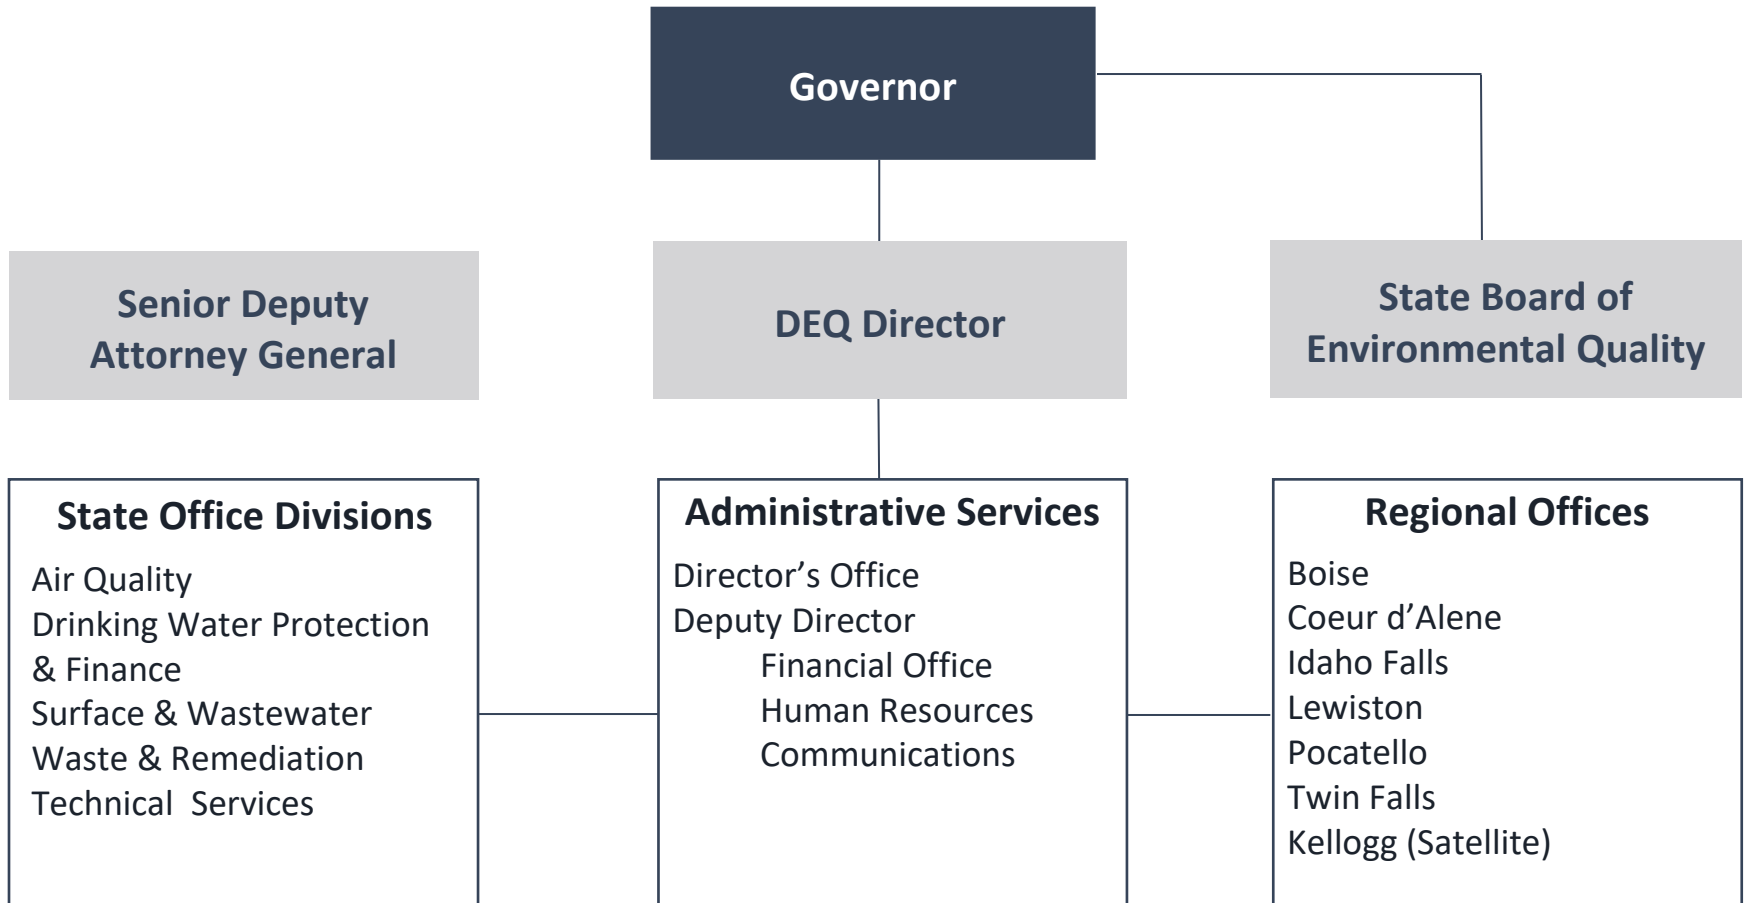 Governor
Senior Deputy
Attorney General
DEQ Director
State Board of
Environmental Quality
State Office Divisions
Air Quality
Drinking Water Protection
& Finance
Surface & Wastewater
Waste & Remediation
Technical  Services
Administrative Services
Director’s Office
Deputy Director
Financial Office
Human Resources
Communications
Regional Offices
Boise
Coeur d’Alene
Idaho Falls
Lewiston
Pocatello
Twin Falls
Kellogg (Satellite)